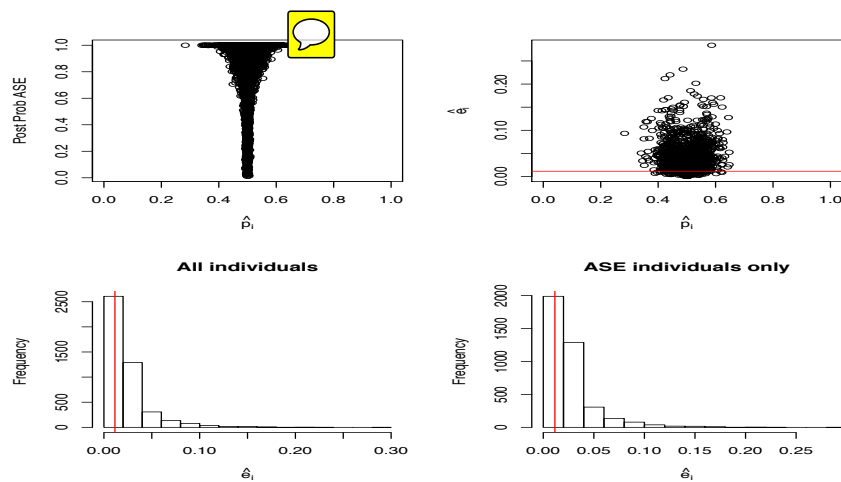 Post Prob ASE
1.0
0.8
0.6
0.4
0.2
0.0
0.0 0.2 0.4 0.6 0.8 1.0
p̂i
êi
0.20
0.10
0.00
0.0 0.2 0.4 0.6 0.8 1.0
p̂i
All individuals
Frequency
2500
1500
500
0
0.00 0.10 0.20 0.30
êi
ASE individuals only
Frequency
2000
1500
1000
500
0
0.00 0.05 0.10 0.15 0.20 0.25
êi